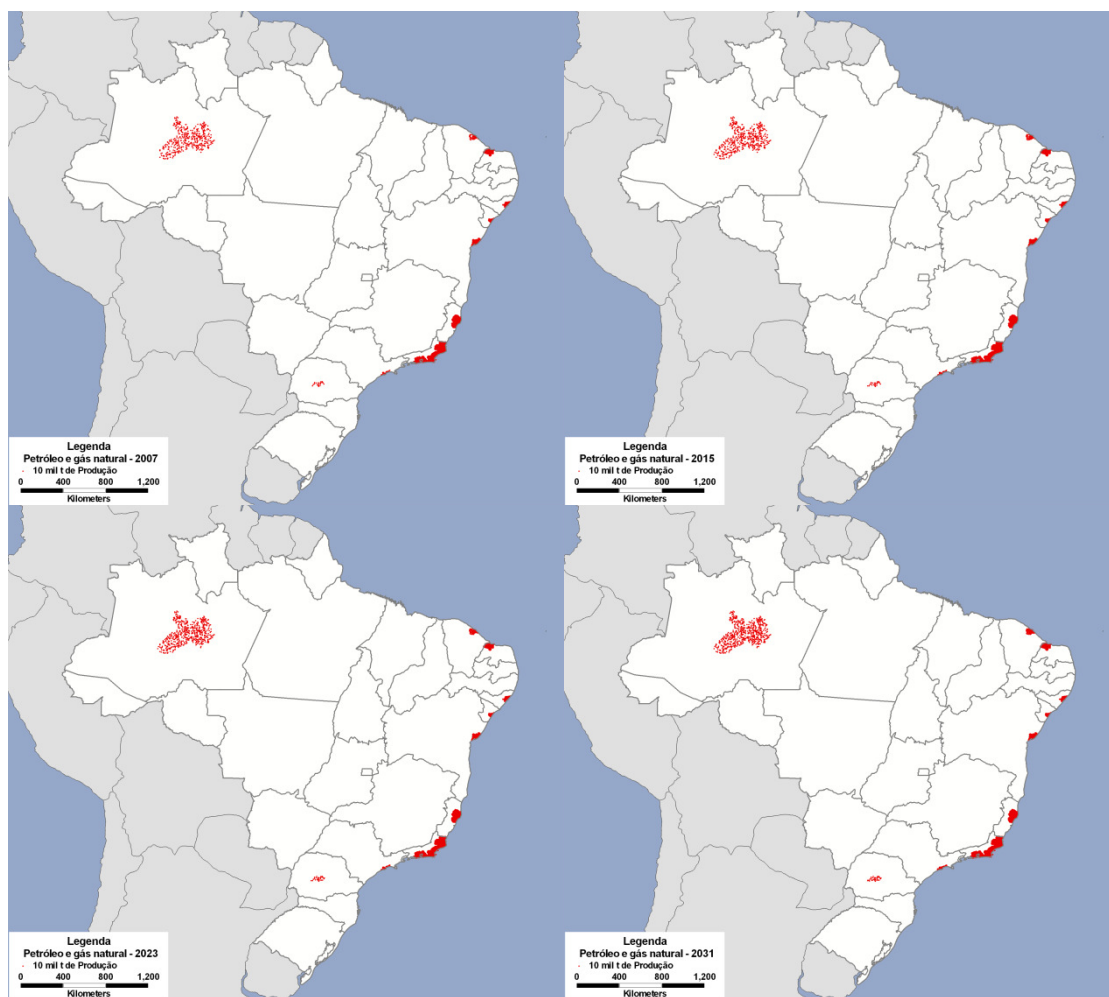 Legenda
Petróleo e gás natural - 2007
10 mil t de Produção
0 400 800 1,200
Kilometers
Legenda
Petróleo e gás natural - 2015
10 mil t de Produção
0 400 800 1,200
Kilometers
Legenda
Petróleo e gás natural - 2023
10 mil t de Produção
0 400 800 1,200
Kilometers
Legenda
Petróleo e gás natural - 2031
10 mil t de Produção
0 400 800 1,200
Kilometers